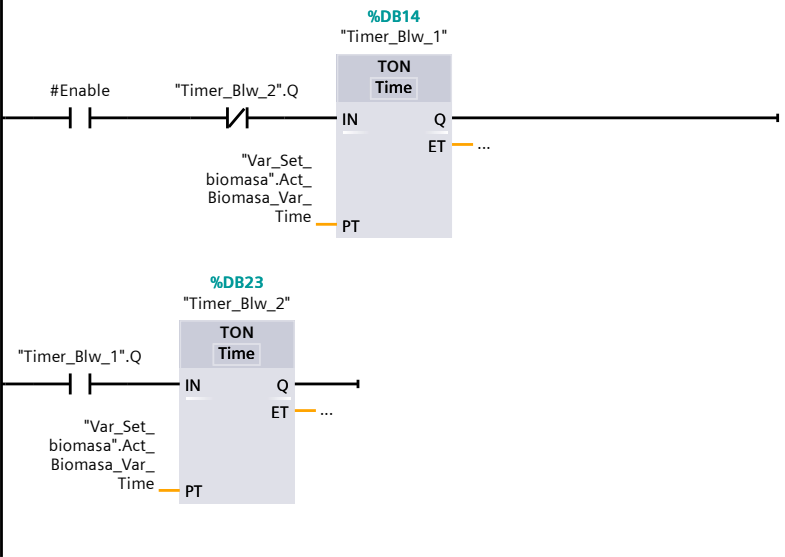 %DB14
"Timer_Blw_1"
#Enable
"Timer_Blw_2".Q
TON
Time
IN
Q
ET
...
"Var_Set_
biomasa".Act_
Biomasa_Var_
Time
PT
%DB23
"Timer_Blw_2"
"Timer_Blw_1".Q
TON
Time
IN
Q
ET
...
"Var_Set_
biomasa".Act_
Biomasa_Var_
Time
PT